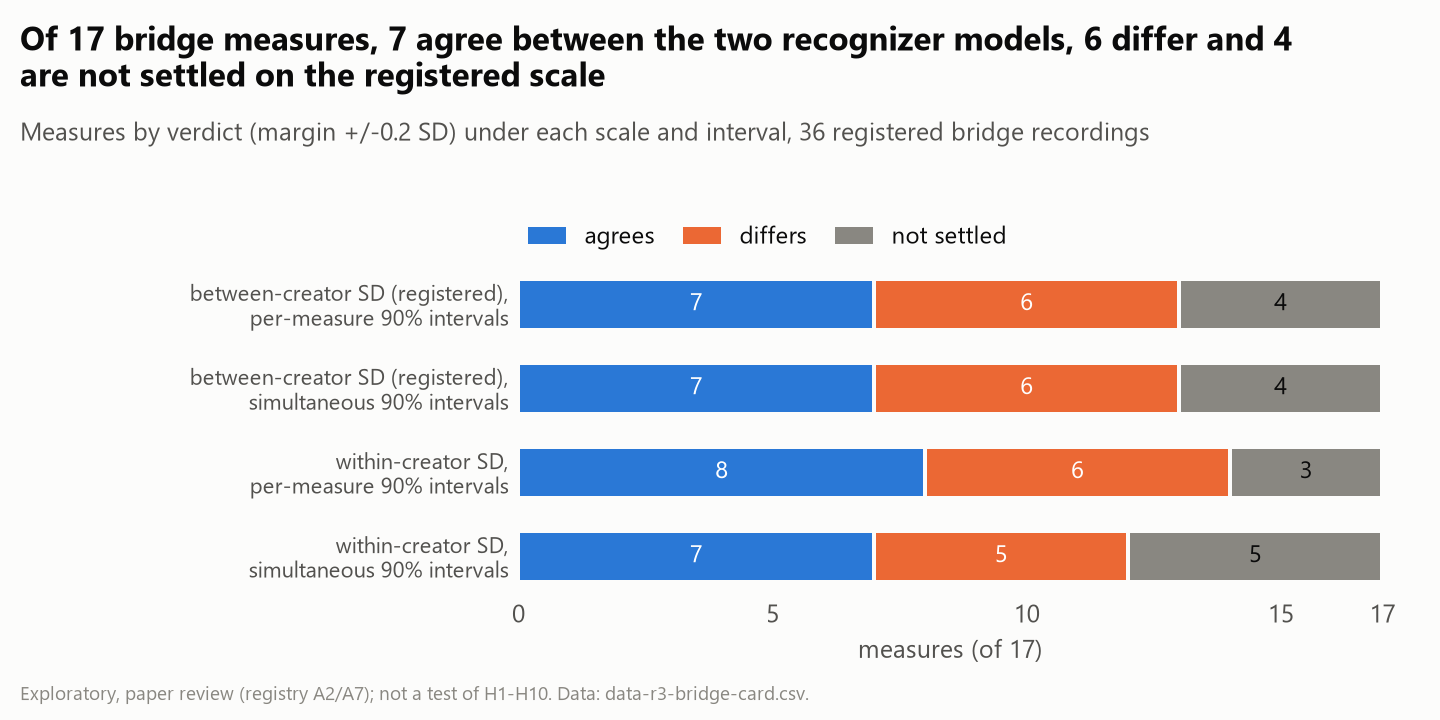 Of 17 bridge measures, 7 agree between the two recognizer models, 6 differ and 4
are not settled on the registered scale
Measures by verdict (margin +/-0.2 SD) under each scale and interval, 36 registered bridge recordings
agrees differs not settled
between-creator SD (registered),
per-measure 90% intervals
7 6 4
between-creator SD (registered),
simultaneous 90% intervals
7 6 4
within-creator SD,
per-measure 90% intervals
8 6 3
within-creator SD,
simultaneous 90% intervals
7 5 5
0 5 10 15 17
measures (of 17)
Exploratory, paper review (registry A2/A7); not a test of H1-H10. Data: data-r3-bridge-card.csv.